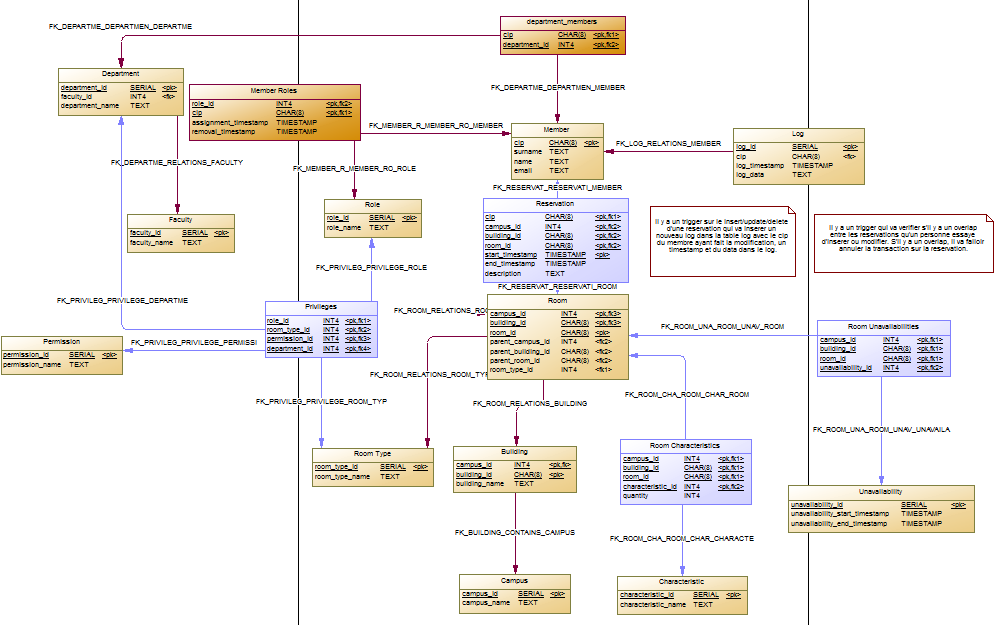 FK_DEPARTME_DEPARTMEN_DEPARTME
department_members
cip CHAR(8) <pk,fk1>
department_id INT4 <pk,fk2>
Department
department_id SERIAL <pk>
faculty_id INT4 <fk>
department_name TEXT
Member Roles
role_id INT4 <pk,fk2>
cip CHAR(8) <pk,fk1>
assignment_timestamp TIMESTAMP
removal_timestamp TIMESTAMP
FK_DEPARTME_DEPARTMEN_MEMBER
FK_MEMBER_R_MEMBER_RO_MEMBER
Member
cip CHAR(8) <pk>
surname TEXT
name TEXT
email TEXT
FK_LOG_RELATIONS_MEMBER
Log
log_id SERIAL <pk>
cip CHAR(8) <fk>
log_timestamp TIMESTAMP
log_data TEXT
FK_DEPARTME_RELATIONS_FACULTY
FK_MEMBER_R_MEMBER_RO_ROLE
FK_RESERVAT_RESERVATI_MEMBER
Faculty
faculty_id SERIAL <pk>
faculty_name TEXT
Role
role_id SERIAL <pk>
role_name TEXT
Reservation
cip CHAR(8) <pk,fk1>
campus_id INT4 <pk,fk2>
building_id CHAR(8) <pk,fk2>
room_id CHAR(8) <pk,fk2>
start_timestamp TIMESTAMP <pk>
end_timestamp TIMESTAMP
description TEXT
Il y a un trigger sur le insert/update/delete
d'une reservation qui va inserer un
nouveau log dans la table log avec le cip
du membre ayant fait la modification, un
timestamp et du data dans le log.
Il y a un trigger qui va verifier s'il y a un overlap
entre les reservations qu'un personne essaye
d'inserer ou modifier. S'il y a un overlap, il va falloir
annuler la transaction sur la reservation.
FK_PRIVILEG_PRIVILEGE_ROLE
FK_RESERVAT_RESERVATI_ROOM
FK_PRIVILEG_PRIVILEGE_DEPARTME
Privileges
role_id INT4 <pk,fk1>
room_type_id INT4 <pk,fk2>
permission_id INT4 <pk,fk3>
department_id INT4 <pk,fk4>
FK_ROOM_RELATIONS_ROO
Room
campus_id INT4 <pk,fk3>
building_id CHAR(8) <pk,fk3>
room_id CHAR(8) <pk>
parent_campus_id INT4 <fk2>
parent_building_id CHAR(8) <fk2>
parent_room_id CHAR(8) <fk2>
room_type_id INT4 <fk1>
FK_ROOM_UNA_ROOM_UNAV_ROOM
Room Unavailabilities
campus_id INT4 <pk,fk1>
building_id CHAR(8) <pk,fk1>
room_id CHAR(8) <pk,fk1>
unavailability_id INT4 <pk,fk2>
Permission
permission_id SERIAL <pk>
permission_name TEXT
FK_PRIVILEG_PRIVILEGE_PERMISSI
FK_ROOM_RELATIONS_ROOM_TYP
FK_ROOM_CHA_ROOM_CHAR_ROOM
FK_PRIVILEG_PRIVILEGE_ROOM_TYP
FK_ROOM_RELATIONS_BUILDING
FK_ROOM_UNA_ROOM_UNAV_UNAVAILA
Room Type
room_type_id SERIAL <pk>
room_type_name TEXT
Building
campus_id INT4 <pk,fk>
building_id CHAR(8) <pk>
building_name TEXT
Room Characteristics
campus_id INT4 <pk,fk1>
building_id CHAR(8) <pk,fk1>
room_id CHAR(8) <pk,fk1>
characteristic_id INT4 <pk,fk2>
quantity INT4
Unavailability
unavailability_id SERIAL <pk>
unavailability_start_timestamp TIMESTAMP
unavailability_end_timestamp TIMESTAMP
FK_BUILDING_CONTAINS_CAMPUS
FK_ROOM_CHA_ROOM_CHAR_CHARACTE
Campus
campus_id SERIAL <pk>
campus_name TEXT
Characteristic
characteristic_id SERIAL <pk>
characteristic_name TEXT